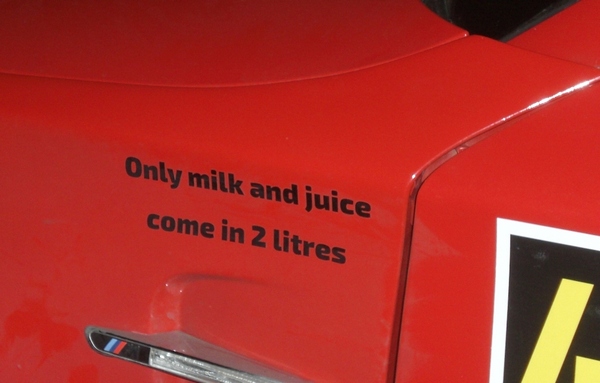 Only milk and juice
come in 2 litres